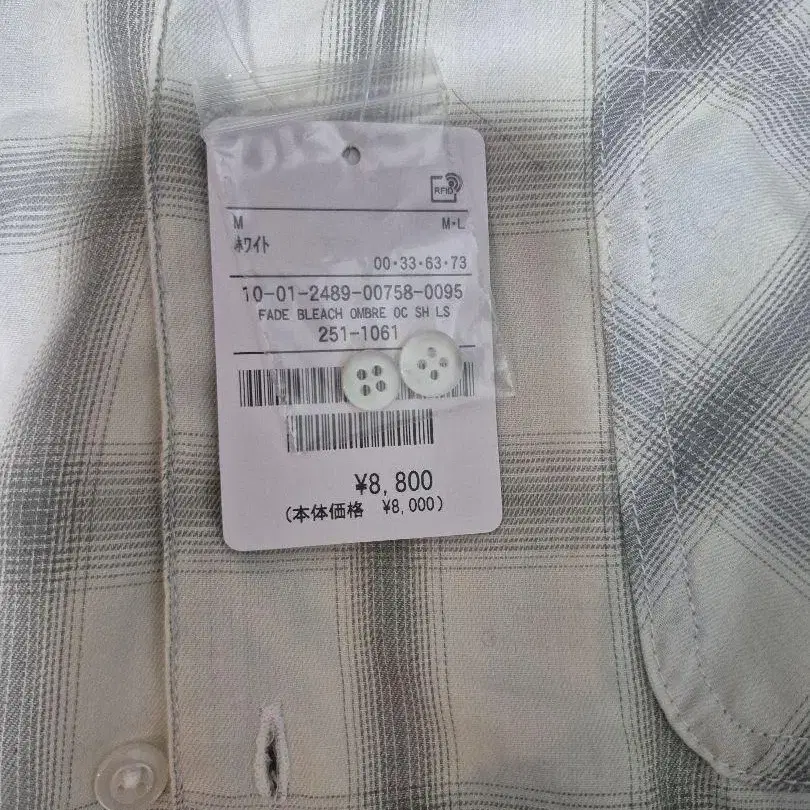 RFID
M M・L
ホワイト
00・33・63・73
10-01-2489-00758-0095
FADE BLEACH OMBRE OC SH LS
251-1061
¥8,800
(本体価格 ¥8,000)